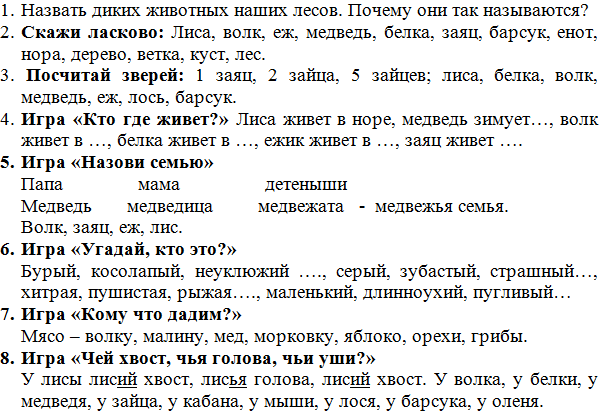 1. Назвать диких животных наших лесов. Почему они так называются?
2. Скажи ласково: Лиса, волк, еж, медведь, белка, заяц, барсук, енот,
нора, дерево, ветка, куст, лес.
3. Посчитай зверей: 1 заяц, 2 зайца, 5 зайцев; лиса, белка, волк,
медведь, еж, лось, барсук.
4. Игра «Кто где живет?» Лиса живет в норе, медведь зимует…, волк
живет в …, белка живет в …, ежик живет в …, заяц живет ….
5. Игра «Назови семью»
Папа мама детеныши
Медведь медведица медвежата - медвежья семья.
Волк, заяц, еж, лис.
6. Игра «Угадай, кто это?»
Бурый, косолапый, неуклюжий …., серый, зубастый, страшный…,
хитрая, пушистая, рыжая…., маленький, длинноухий, пугливый…
7. Игра «Кому что дадим?»
Мясо – волку, малину, мед, морковку, яблоко, орехи, грибы.
8. Игра «Чей хвост, чья голова, чьи уши?»
У лисы лисий хвост, лисья голова, лисий хвост. У волка, у белки, у
медведя, у зайца, у кабана, у мыши, у лося, у барсука, у оленя.